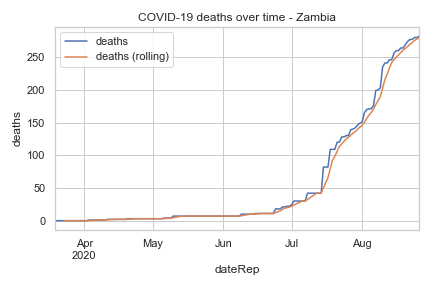 COVID-19 deaths over time - Zambia
deaths
deaths (rolling)
250
200
150
100
50
0
deaths
Apr
2020
May
Jun
Jul
Aug
dateRep